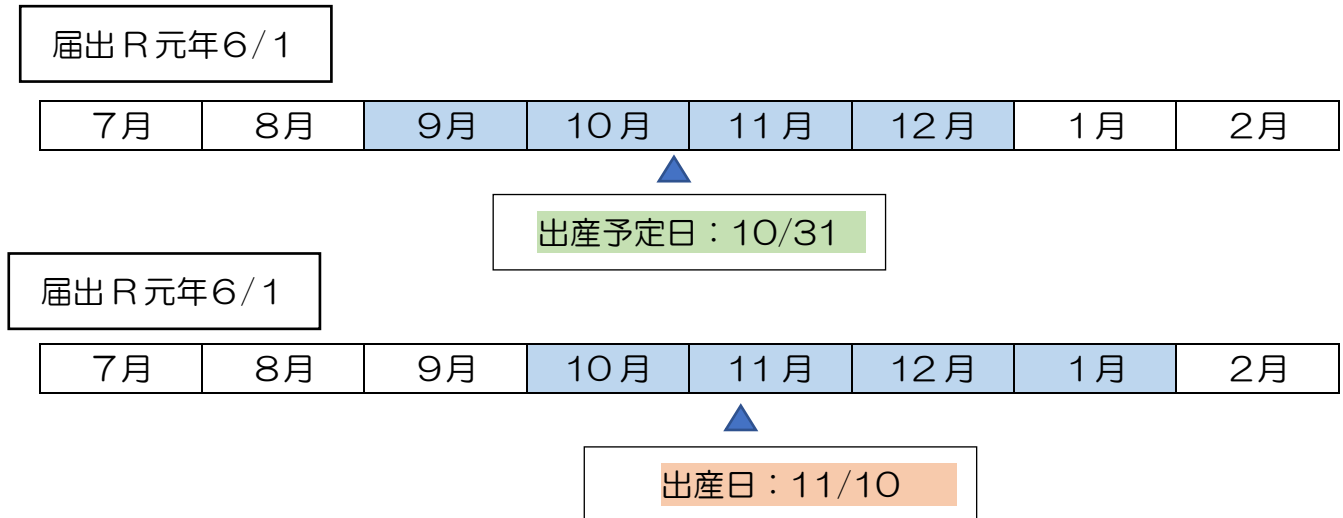 届出R元年6/1
7月 8月 9月 10月 11月 12月 1月 2月
出産予定日：10/31
届出R元年6/1
7月 8月 9月 10月 11月 12月 1月 2月
出産日：11/10